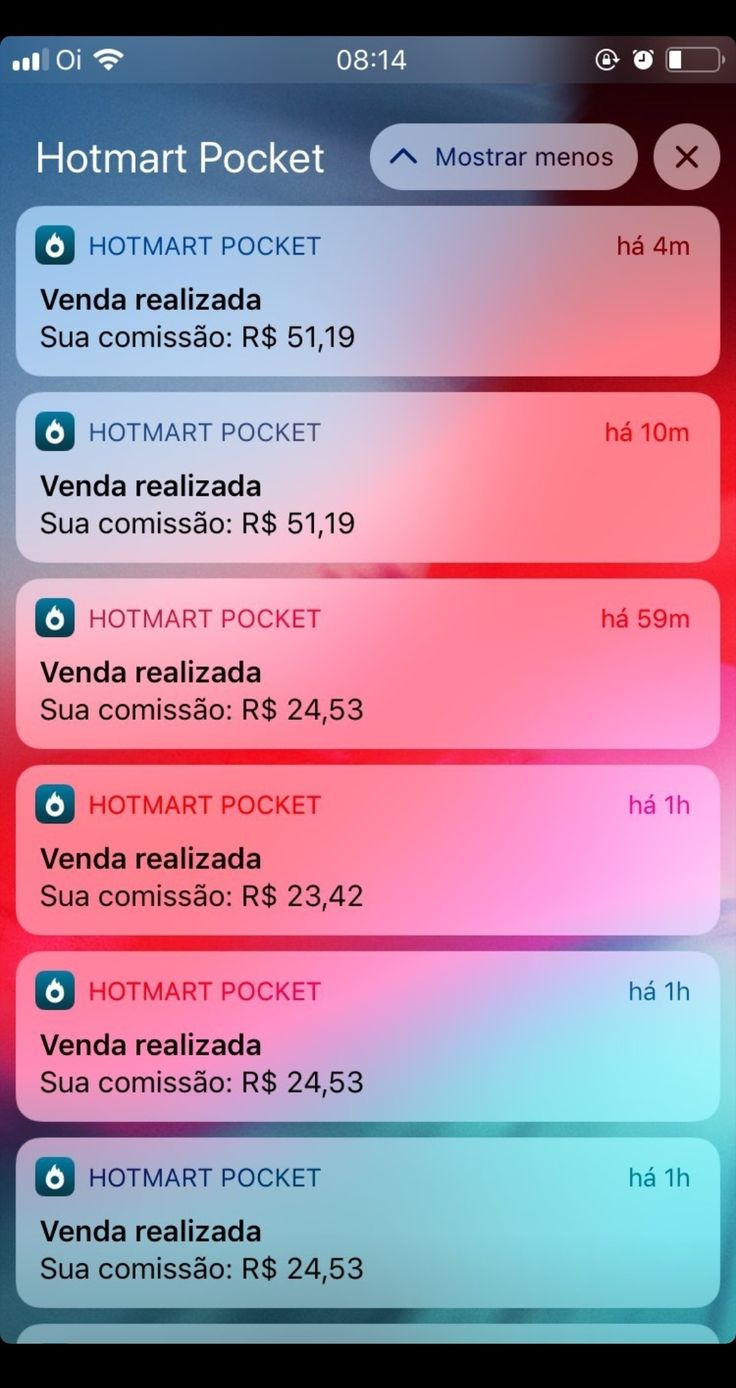 Oi 08:14
Hotmart Pocket Mostrar menos
HOTMART POCKET há 4m
Venda realizada
Sua comissão: R$ 51,19
HOTMART POCKET há 10m
Venda realizada
Sua comissão: R$ 51,19
HOTMART POCKET há 59m
Venda realizada
Sua comissão: R$ 24,53
HOTMART POCKET há 1h
Venda realizada
Sua comissão: R$ 23,42
HOTMART POCKET há 1h
Venda realizada
Sua comissão: R$ 24,53
HOTMART POCKET há 1h
Venda realizada
Sua comissão: R$ 24,53